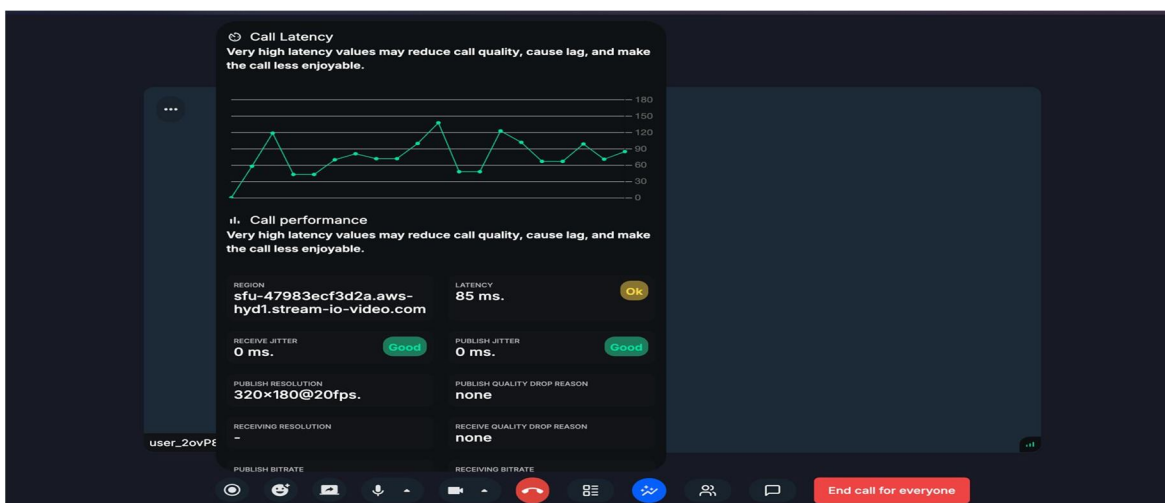 Call Latency
Very high latency values may reduce call quality, cause lag, and make
the call less enjoyable.
180
150
120
90
60
30
0
Call performance
Very high latency values may reduce call quality, cause lag, and make
the call less enjoyable.
REGION
sfu-47983ecf3d2a.aws-
hyd1.stream-io-video.com
LATENCY
85 ms.
Ok
RECEIVE JITTER
0 ms.
Good
PUBLISH JITTER
0 ms.
Good
PUBLISH RESOLUTION
320×180@20fps.
PUBLISH QUALITY DROP REASON
none
RECEIVING RESOLUTION
-
RECEIVE QUALITY DROP REASON
none
user_2ovP8
PUBLISH BITRATE
RECEIVING BITRATE
End call for everyone